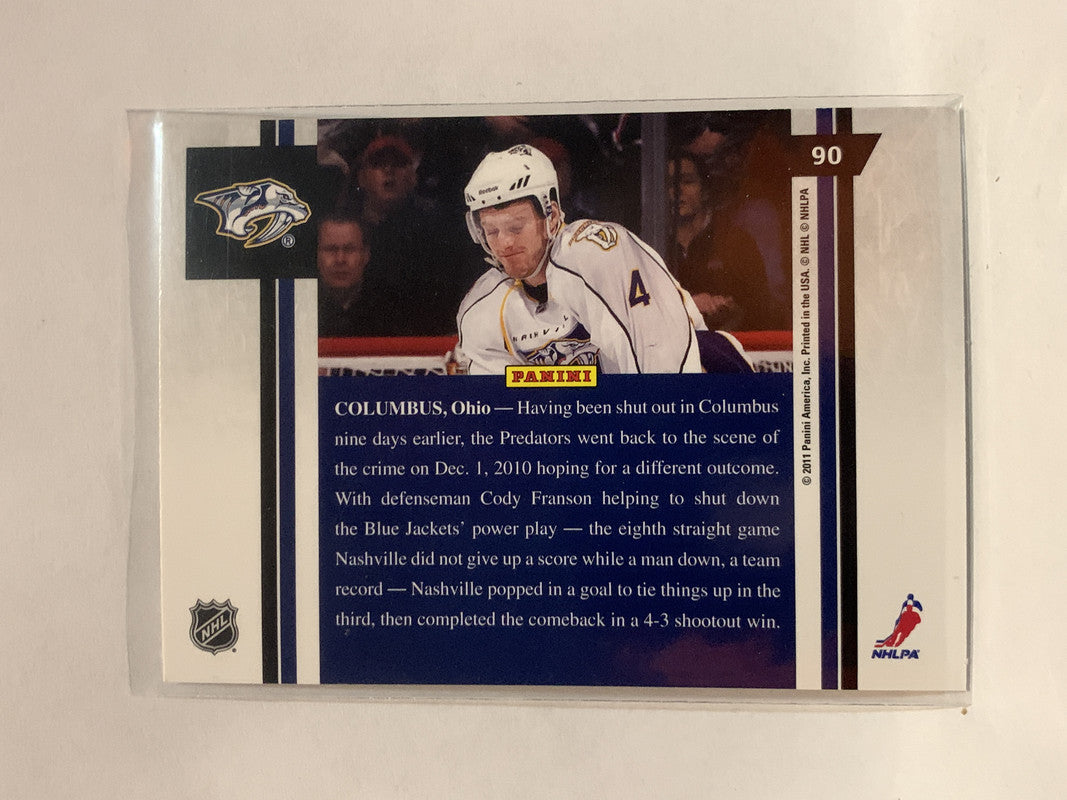 90
Reebok
4
NASHVIL
PANINI
COLUMBUS, Ohio — Having been shut out in Columbus
nine days earlier, the Predators went back to the scene of
the crime on Dec. 1, 2010 hoping for a different outcome.
With defenseman Cody Franson helping to shut down
the Blue Jackets' power play — the eighth straight game
Nashville did not give up a score while a man down, a team
record — Nashville popped in a goal to tie things up in the
third, then completed the comeback in a 4-3 shootout win.
© 2011 Panini America, Inc. Printed in the USA. © NHL © NHLPA
®
NHL
NHLPA